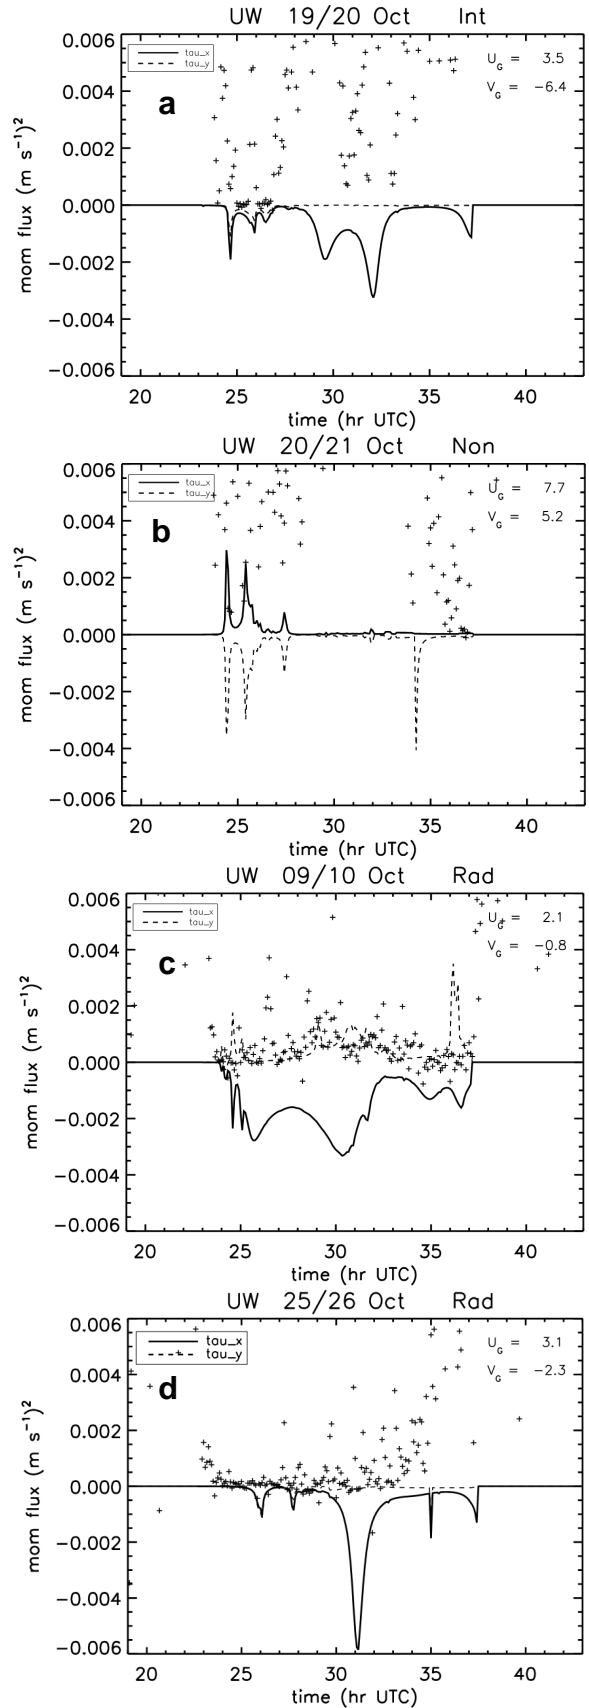 UW 19/20 Oct Int
0.006
tau_x
tau_y
U_G = 3.5
V_G = −6.4
a
0.004
0.002
0.000
−0.002
−0.004
−0.006
mom flux (m s⁻¹)²
20 25 30 35 40
time (hr UTC)
UW 20/21 Oct Non
0.006
tau_x
tau_y
U_G = 7.7
V_G = 5.2
b
0.004
0.002
0.000
−0.002
−0.004
−0.006
mom flux (m s⁻¹)²
20 25 30 35 40
time (hr UTC)
UW 09/10 Oct Rad
0.006
tau_x
tau_y
U_G = 2.1
V_G = −0.8
c
0.004
0.002
0.000
−0.002
−0.004
−0.006
mom flux (m s⁻¹)²
20 25 30 35 40
time (hr UTC)
UW 25/26 Oct Rad
0.006
tau_x
tau_y
U_G = 3.1
V_G = −2.3
d
0.004
0.002
0.000
−0.002
−0.004
−0.006
mom flux (m s⁻¹)²
20 25 30 35 40
time (hr UTC)